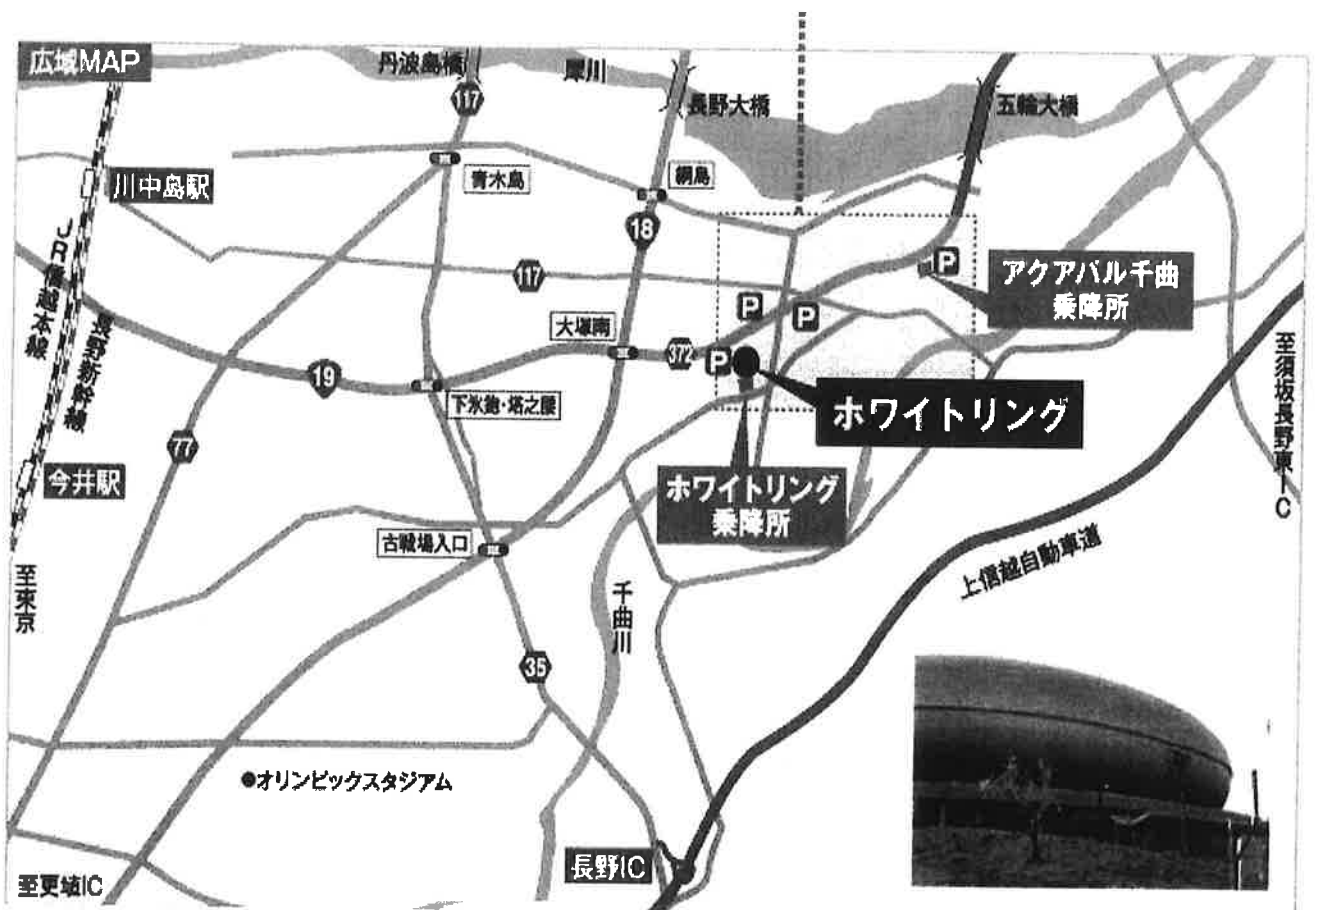 広域MAP
丹波島橋
犀川
117
長野大橋
五輪大橋
川中島駅
青木島
綱島
18
JR信越本線
長野新幹線
117
P
アクアパル千曲
乗降所
P
P
大塚南
372
P
19
下氷鉋・塔之腰
ホワイトリング
至須坂長野東IC
77
今井駅
ホワイトリング
乗降所
古戦場入口
上信越自動車道
至東京
千曲川
35
オリンピックスタジアム
長野IC
至更埴IC